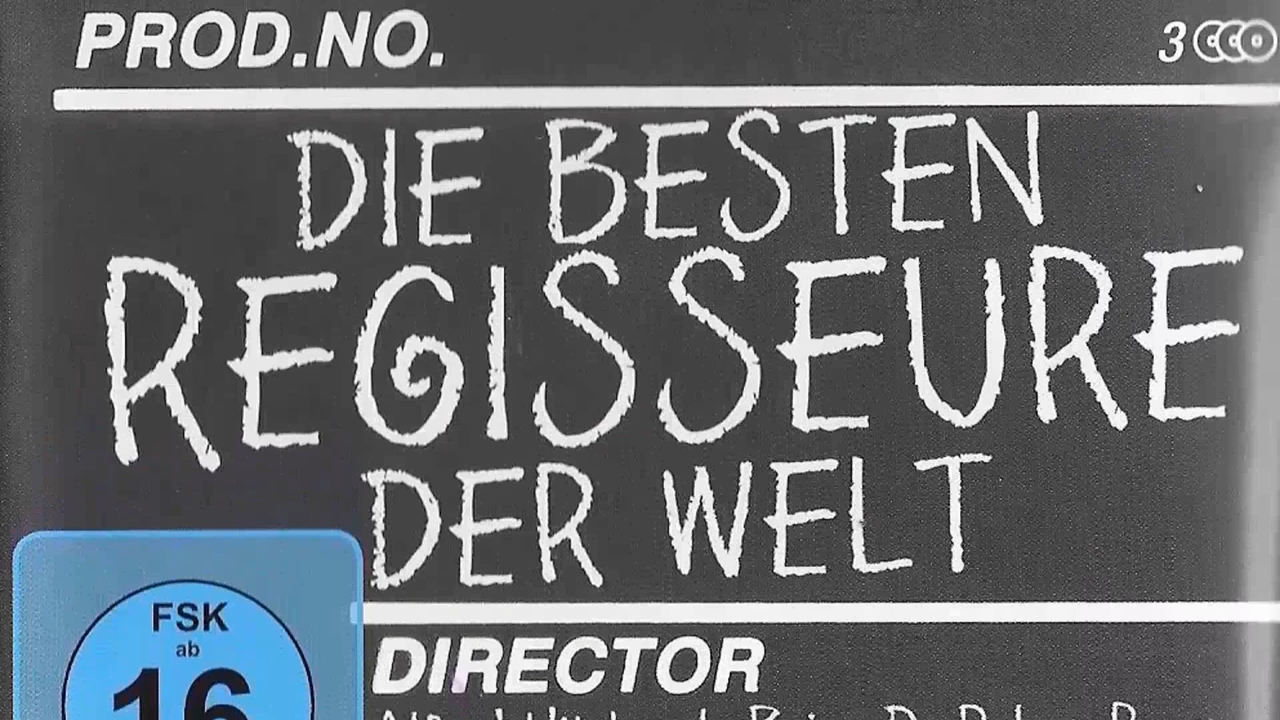 PROD.NO.
3
DIE BESTEN
REGISSEURE
DER WELT
FSK
ab
16
DIRECTOR